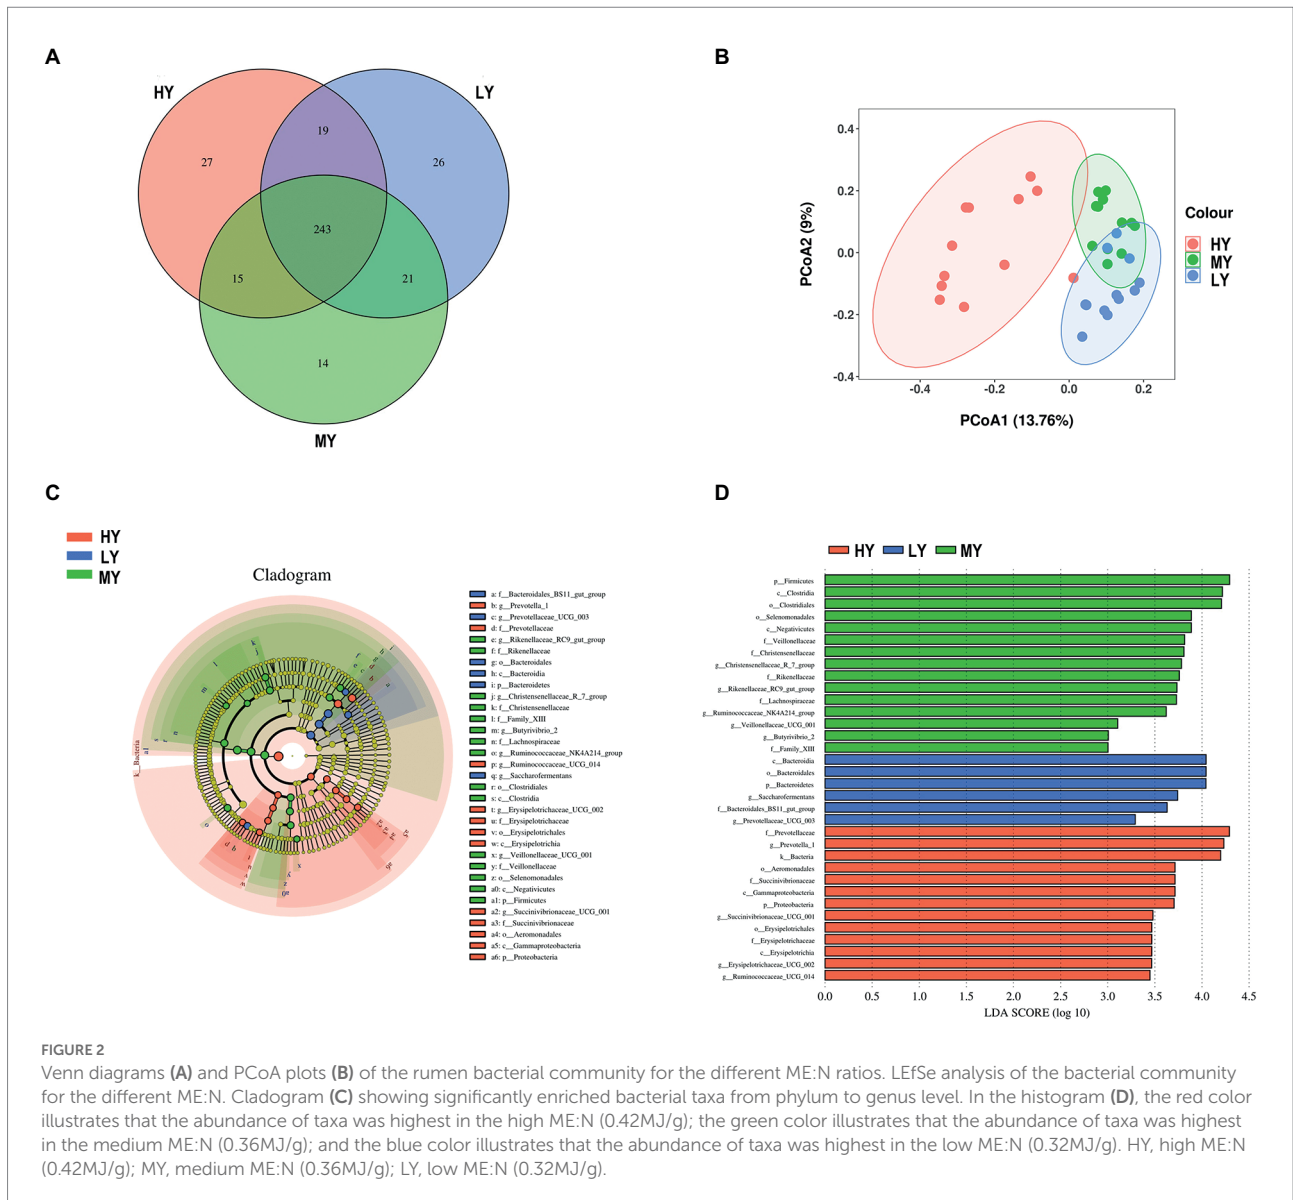 A
HY
LY
19
27
26
243
15
21
14
MY
B
0.4
0.2
0.0
-0.2
-0.4
PCoA2 (9%)
-0.4
-0.2
0.0
0.2
PCoA1 (13.76%)
Colour
HY
MY
LY
C
HY
LY
MY
Cladogram
k__Bacteria
a: f__Bacteroidales_BS11_gut_group
b: g__Prevotella_1
c: g__Prevotellaceae_UCG_003
d: f__Prevotellaceae
e: g__Rikenellaceae_RC9_gut_group
f: f__Rikenellaceae
g: o__Bacteroidales
h: c__Bacteroidia
i: p__Bacteroidetes
j: g__Christensenellaceae_R_7_group
k: f__Christensenellaceae
l: f__Family_XIII
m: g__Butyrivibrio_2
n: f__Lachnospiraceae
o: g__Ruminococcaceae_NK4A214_group
p: g__Ruminococcaceae_UCG_014
q: g__Saccharofermentans
r: o__Clostridiales
s: c__Clostridia
t: g__Erysipelotrichaceae_UCG_002
u: f__Erysipelotrichaceae
v: o__Erysipelotrichales
w: c__Erysipelotrichia
x: g__Veillonellaceae_UCG_001
y: f__Veillonellaceae
z: o__Selenomonadales
a0: c__Negativicutes
a1: p__Firmicutes
a2: g__Succinivibrionaceae_UCG_001
a3: f__Succinivibrionaceae
a4: o__Aeromonadales
a5: c__Gammaproteobacteria
a6: p__Proteobacteria
D
HY
LY
MY
p__Firmicutes
c__Clostridia
o__Clostridiales
o__Selenomonadales
c__Negativicutes
f__Veillonellaceae
f__Christensenellaceae
g__Christensenellaceae_R_7_group
f__Rikenellaceae
g__Rikenellaceae_RC9_gut_group
f__Lachnospiraceae
g__Ruminococcaceae_NK4A214_group
g__Veillonellaceae_UCG_001
g__Butyrivibrio_2
f__Family_XIII
c__Bacteroidia
o__Bacteroidales
p__Bacteroidetes
g__Saccharofermentans
f__Bacteroidales_BS11_gut_group
g__Prevotellaceae_UCG_003
f__Prevotellaceae
g__Prevotella_1
k__Bacteria
o__Aeromonadales
f__Succinivibrionaceae
c__Gammaproteobacteria
p__Proteobacteria
g__Succinivibrionaceae_UCG_001
o__Erysipelotrichales
f__Erysipelotrichaceae
c__Erysipelotrichia
g__Erysipelotrichaceae_UCG_002
g__Ruminococcaceae_UCG_014
0.0 0.5 1.0 1.5 2.0 2.5 3.0 3.5 4.0 4.5
LDA SCORE (log 10)
FIGURE 2
Venn diagrams (A) and PCoA plots (B) of the rumen bacterial community for the different ME:N ratios. LEfSe analysis of the bacterial community
for the different ME:N. Cladogram (C) showing significantly enriched bacterial taxa from phylum to genus level. In the histogram (D), the red color
illustrates that the abundance of taxa was highest in the high ME:N (0.42MJ/g); the green color illustrates that the abundance of taxa was highest
in the medium ME:N (0.36MJ/g); and the blue color illustrates that the abundance of taxa was highest in the low ME:N (0.32MJ/g). HY, high ME:N
(0.42MJ/g); MY, medium ME:N (0.36MJ/g); LY, low ME:N (0.32MJ/g).